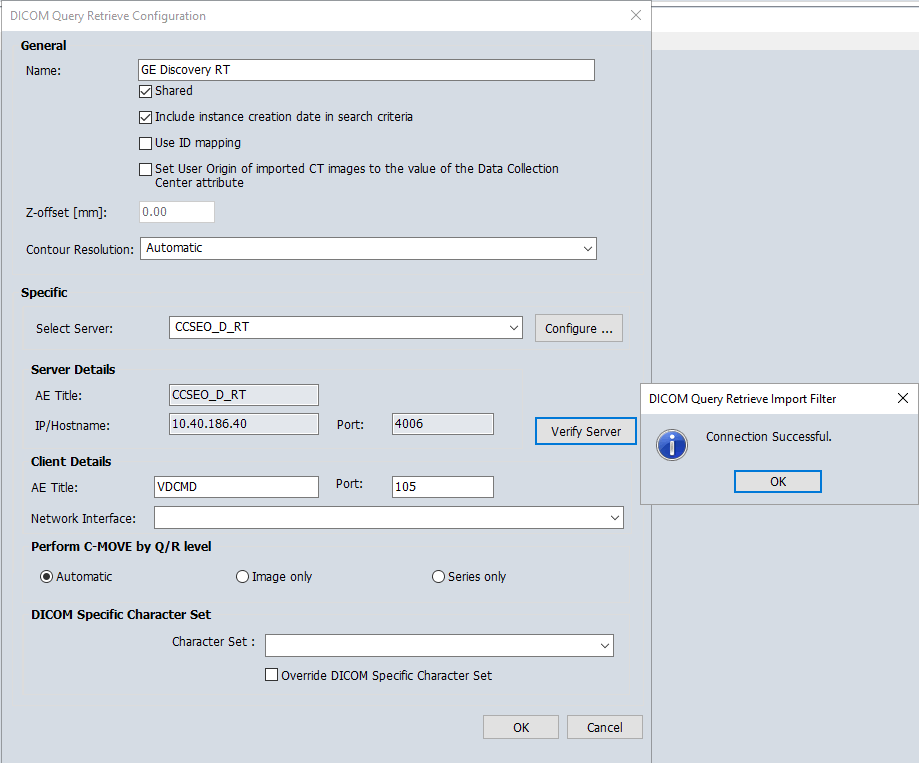 DICOM Query Retrieve Configuration
General
Name: GE Discovery RT
Shared
Include instance creation date in search criteria
Use ID mapping
Set User Origin of imported CT images to the value of the Data Collection
Center attribute
Z-offset [mm]: 0.00
Contour Resolution: Automatic
Specific
Select Server: CCSEO_D_RT Configure ...
Server Details
AE Title: CCSEO_D_RT
IP/Hostname: 10.40.186.40 Port: 4006 Verify Server
Client Details
AE Title: VDCMD Port: 105
Network Interface:
Perform C-MOVE by Q/R level
Automatic Image only Series only
DICOM Specific Character Set
Character Set :
Override DICOM Specific Character Set
OK Cancel
DICOM Query Retrieve Import Filter
Connection Successful.
OK